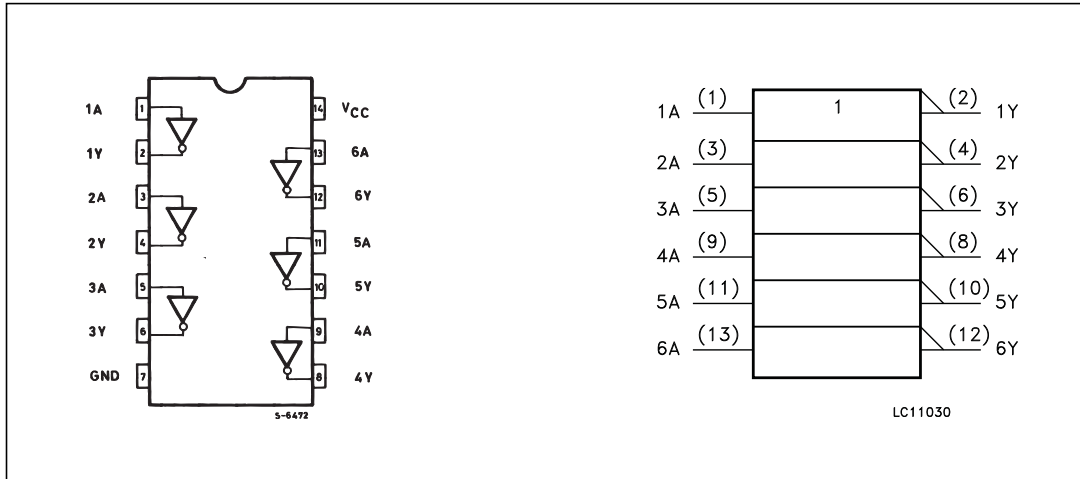 1A 1 14 VCC
1Y 2 13 6A
2A 3 12 6Y
2Y 4 11 5A
3A 5 10 5Y
3Y 6 9 4A
GND 7 8 4Y
S-6472
1A (1) 1 (2) 1Y
2A (3) (4) 2Y
3A (5) (6) 3Y
4A (9) (8) 4Y
5A (11) (10) 5Y
6A (13) (12) 6Y
LC11030